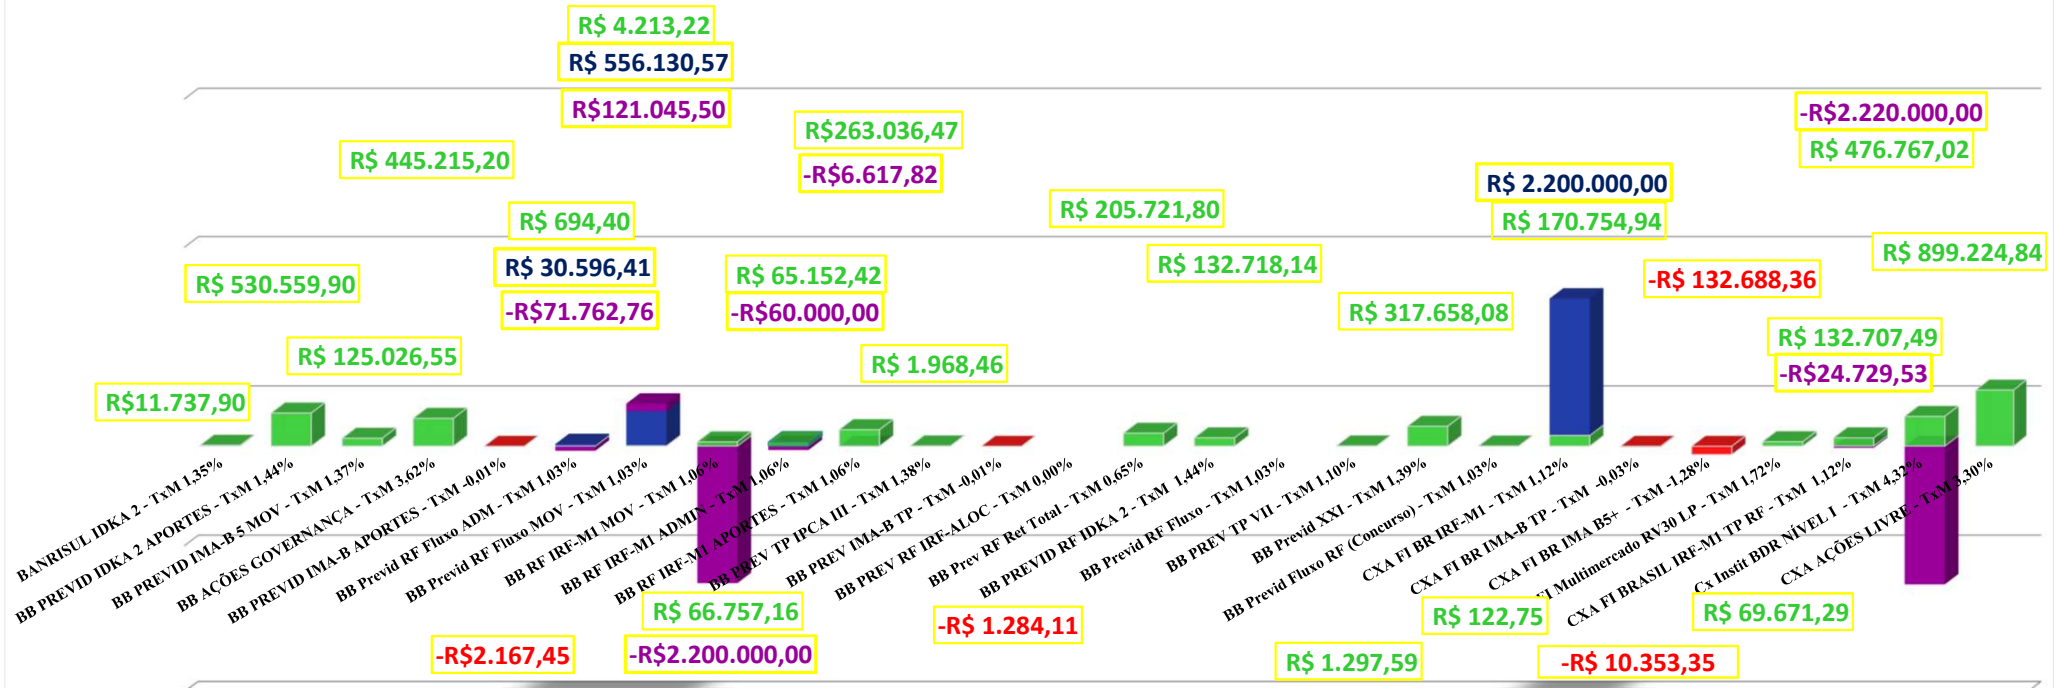 R$ 4.213,22
R$ 556.130,57
R$121.045,50
-R$2.220.000,00
R$263.036,47
R$ 476.767,02
R$ 445.215,20
-R$6.617,82
R$ 2.200.000,00
R$ 205.721,80
R$ 694,40
R$ 170.754,94
R$ 899.224,84
R$ 30.596,41
R$ 65.152,42
R$ 132.718,14
R$ 530.559,90
-R$ 132.688,36
-R$71.762,76
-R$60.000,00
R$ 317.658,08
R$ 132.707,49
R$ 125.026,55
R$ 1.968,46
-R$24.729,53
R$11.737,90
BANRISUL IDKA 2 - TxM 1,35%
BB PREVID IDKA 2 APORTES - TxM 1,44%
BB PREVID IMA-B 5 MOV - TxM 1,37%
BB AÇÕES GOVERNANÇA - TxM 3,62%
BB PREVID IMA-B APORTES - TxM -0,01%
BB Previd RF Fluxo ADM - TxM 1,03%
BB Previd RF Fluxo MOV - TxM 1,03%
BB RF IRF-M1 MOV - TxM 1,06%
BB RF IRF-M1 ADMIN - TxM 1,06%
BB RF IRF-M1 APORTES - TxM 1,06%
BB PREV TP IPCA III - TxM 1,38%
BB PREV IMA-B TP - TxM -0,01%
BB PREV RF IRF-ALOC - TxM 0,00%
BB Prev RF Ret Total - TxM 0,65%
BB PREVID RF IDKA 2 - TxM 1,44%
BB Previd RF Fluxo - TxM 1,03%
BB PREV TP VII - TxM 1,10%
BB Previd XXI - TxM 1,39%
BB Previd Fluxo RF (Concurso) - TxM 1,03%
CXA FI BR IRF-M1 - TxM 1,12%
CXA FI BR IMA-B TP - TxM -0,03%
CXA FI BR IMA B5+ - TxM -1,28%
FI Multimercado RV30 LP - TxM 1,72%
CXA FI BRASIL IRF-M1 TP RF - TxM 1,12%
Cx Instit BDR NÍVEL I - TxM 4,32%
CXA AÇÕES LIVRE - TxM 3,30%
R$ 66.757,16
-R$ 1.284,11
R$ 122,75
R$ 69.671,29
-R$2.167,45
-R$2.200.000,00
R$ 1.297,59
-R$ 10.353,35